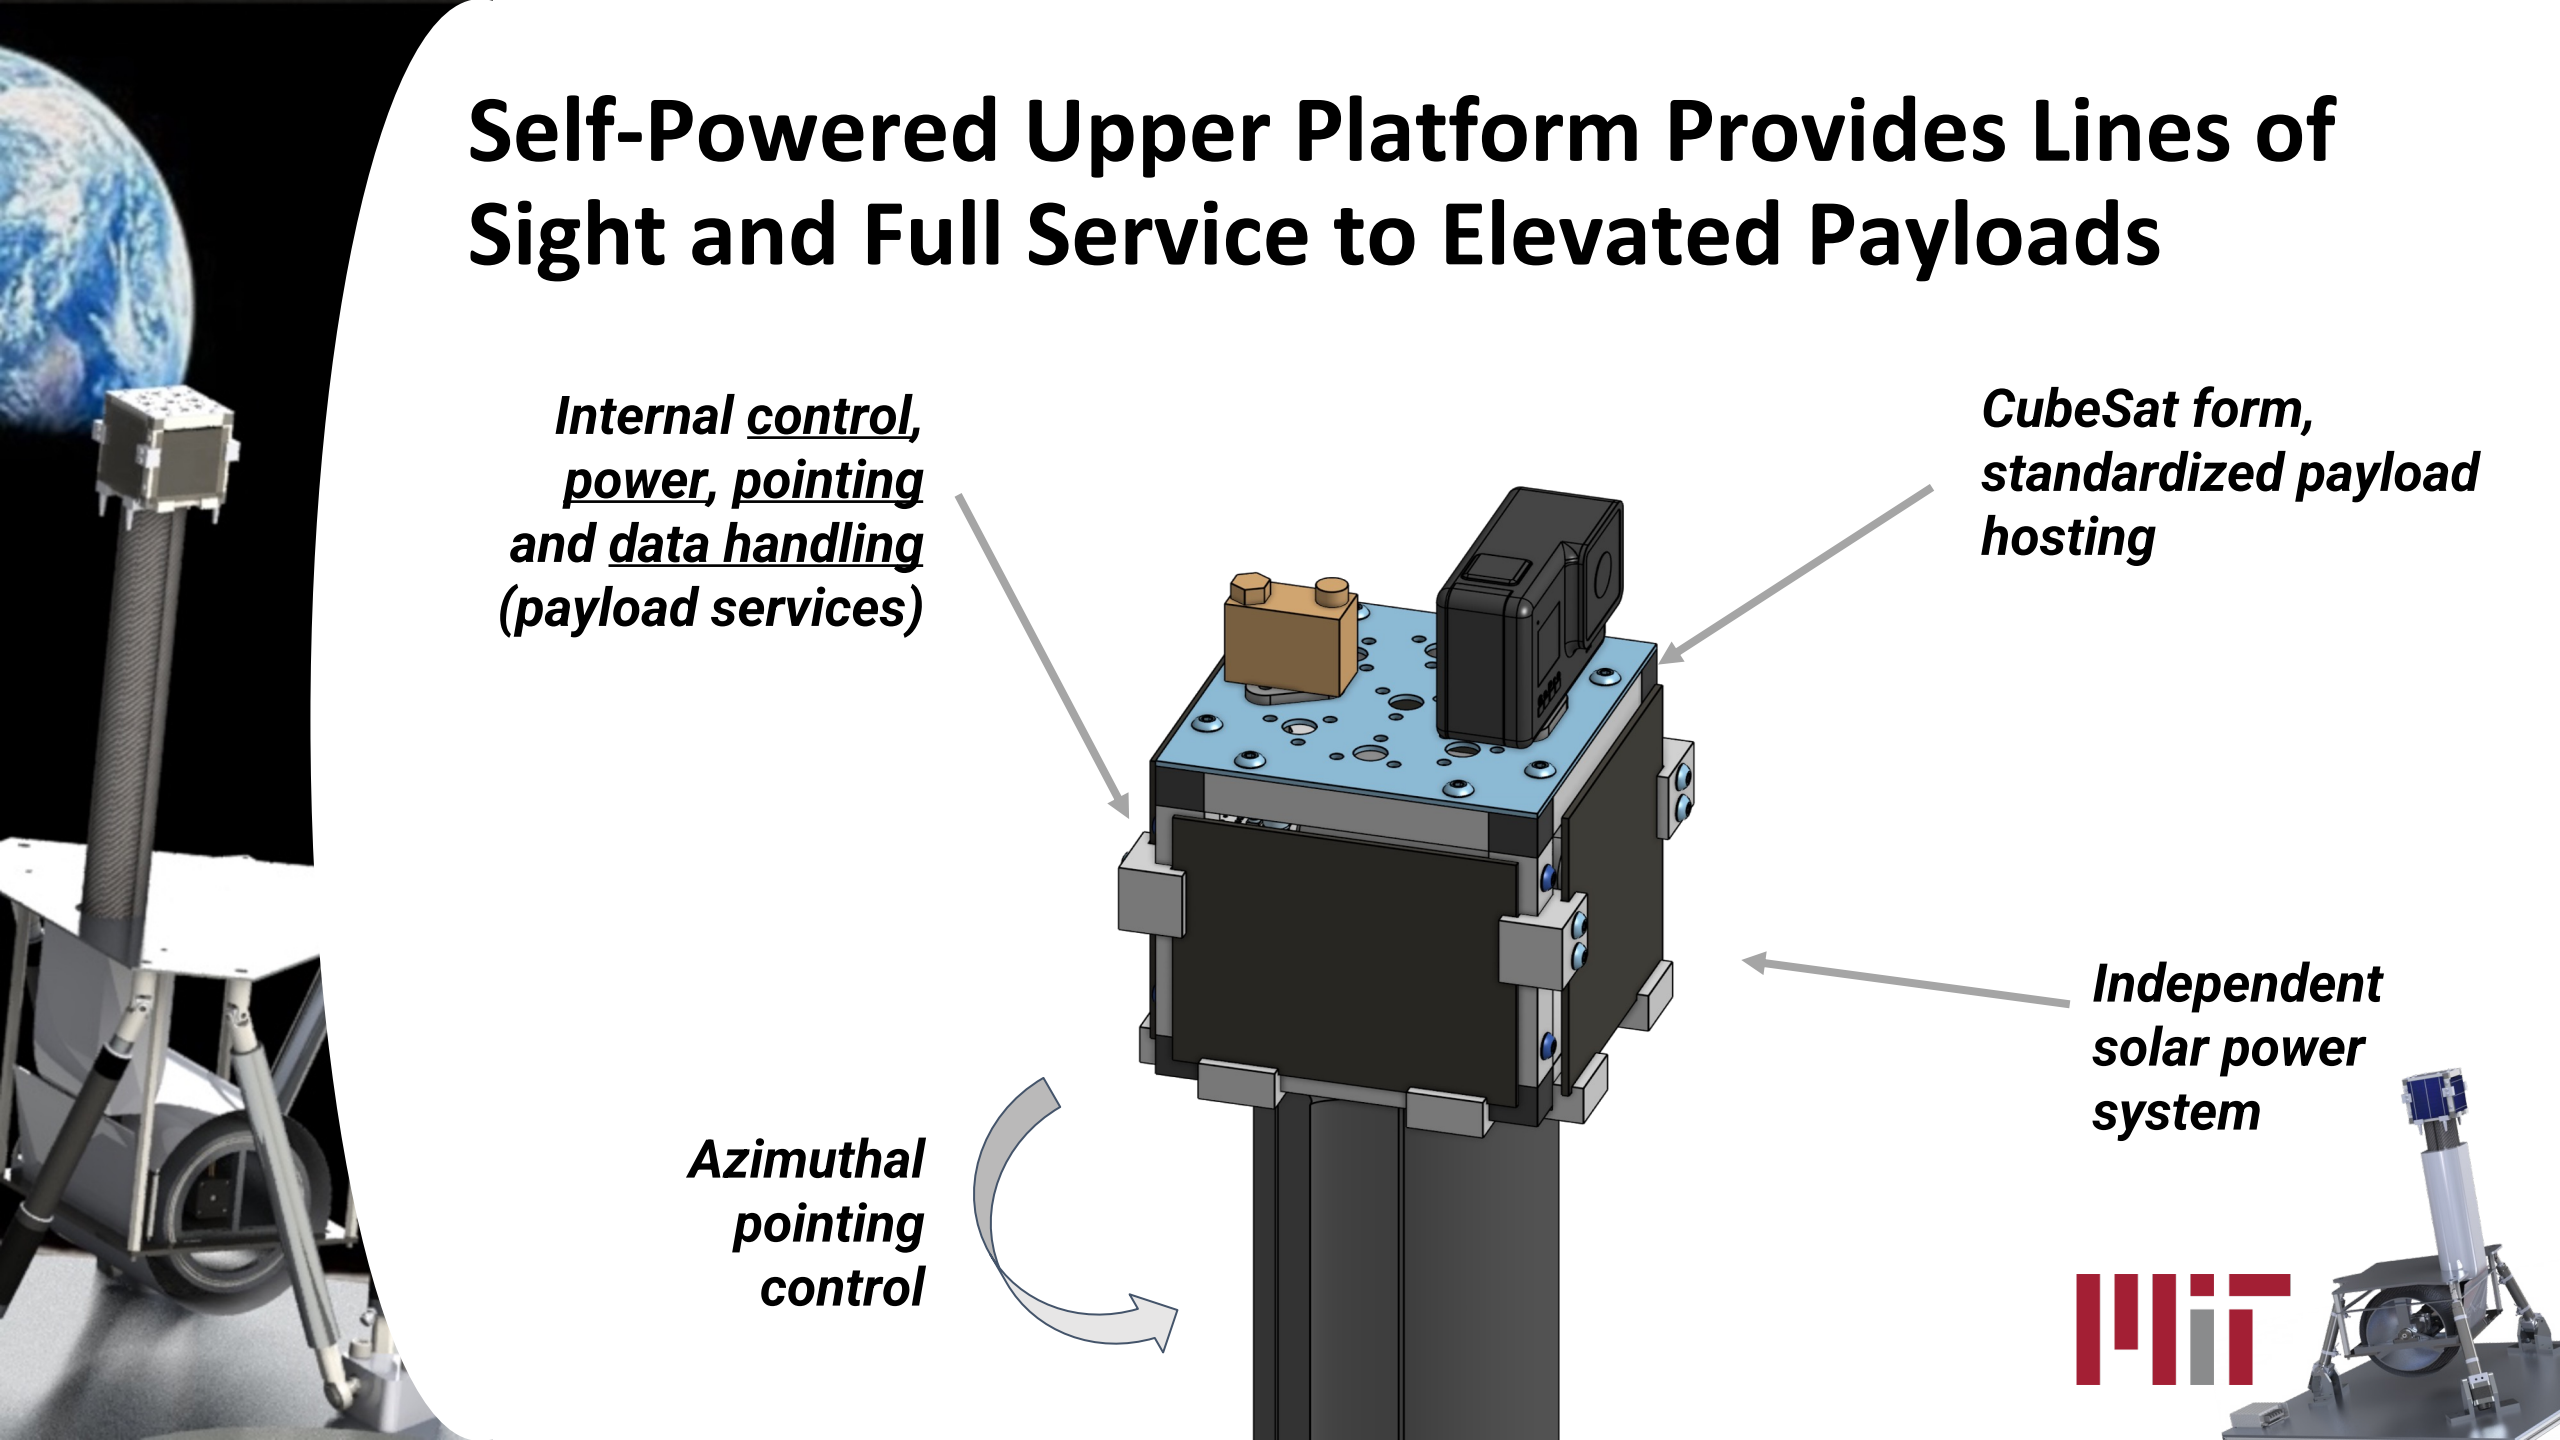 Self-Powered Upper Platform Provides Lines of
Sight and Full Service to Elevated Payloads
Internal control,
power, pointing
and data handling
(payload services)
CubeSat form,
standardized payload
hosting
Independent
solar power
system
Azimuthal
pointing
control
MIT